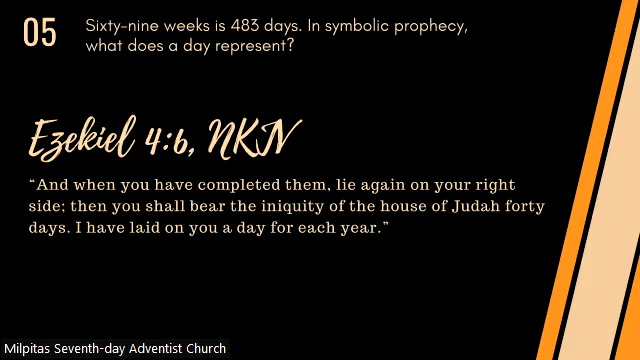 05
Sixty-nine weeks is 483 days. In symbolic prophecy,
what does a day represent?
Ezekiel 4:6, NKJV
“And when you have completed them, lie again on your right
side; then you shall bear the iniquity of the house of Judah forty
days. I have laid on you a day for each year.”
Milpitas Seventh-day Adventist Church